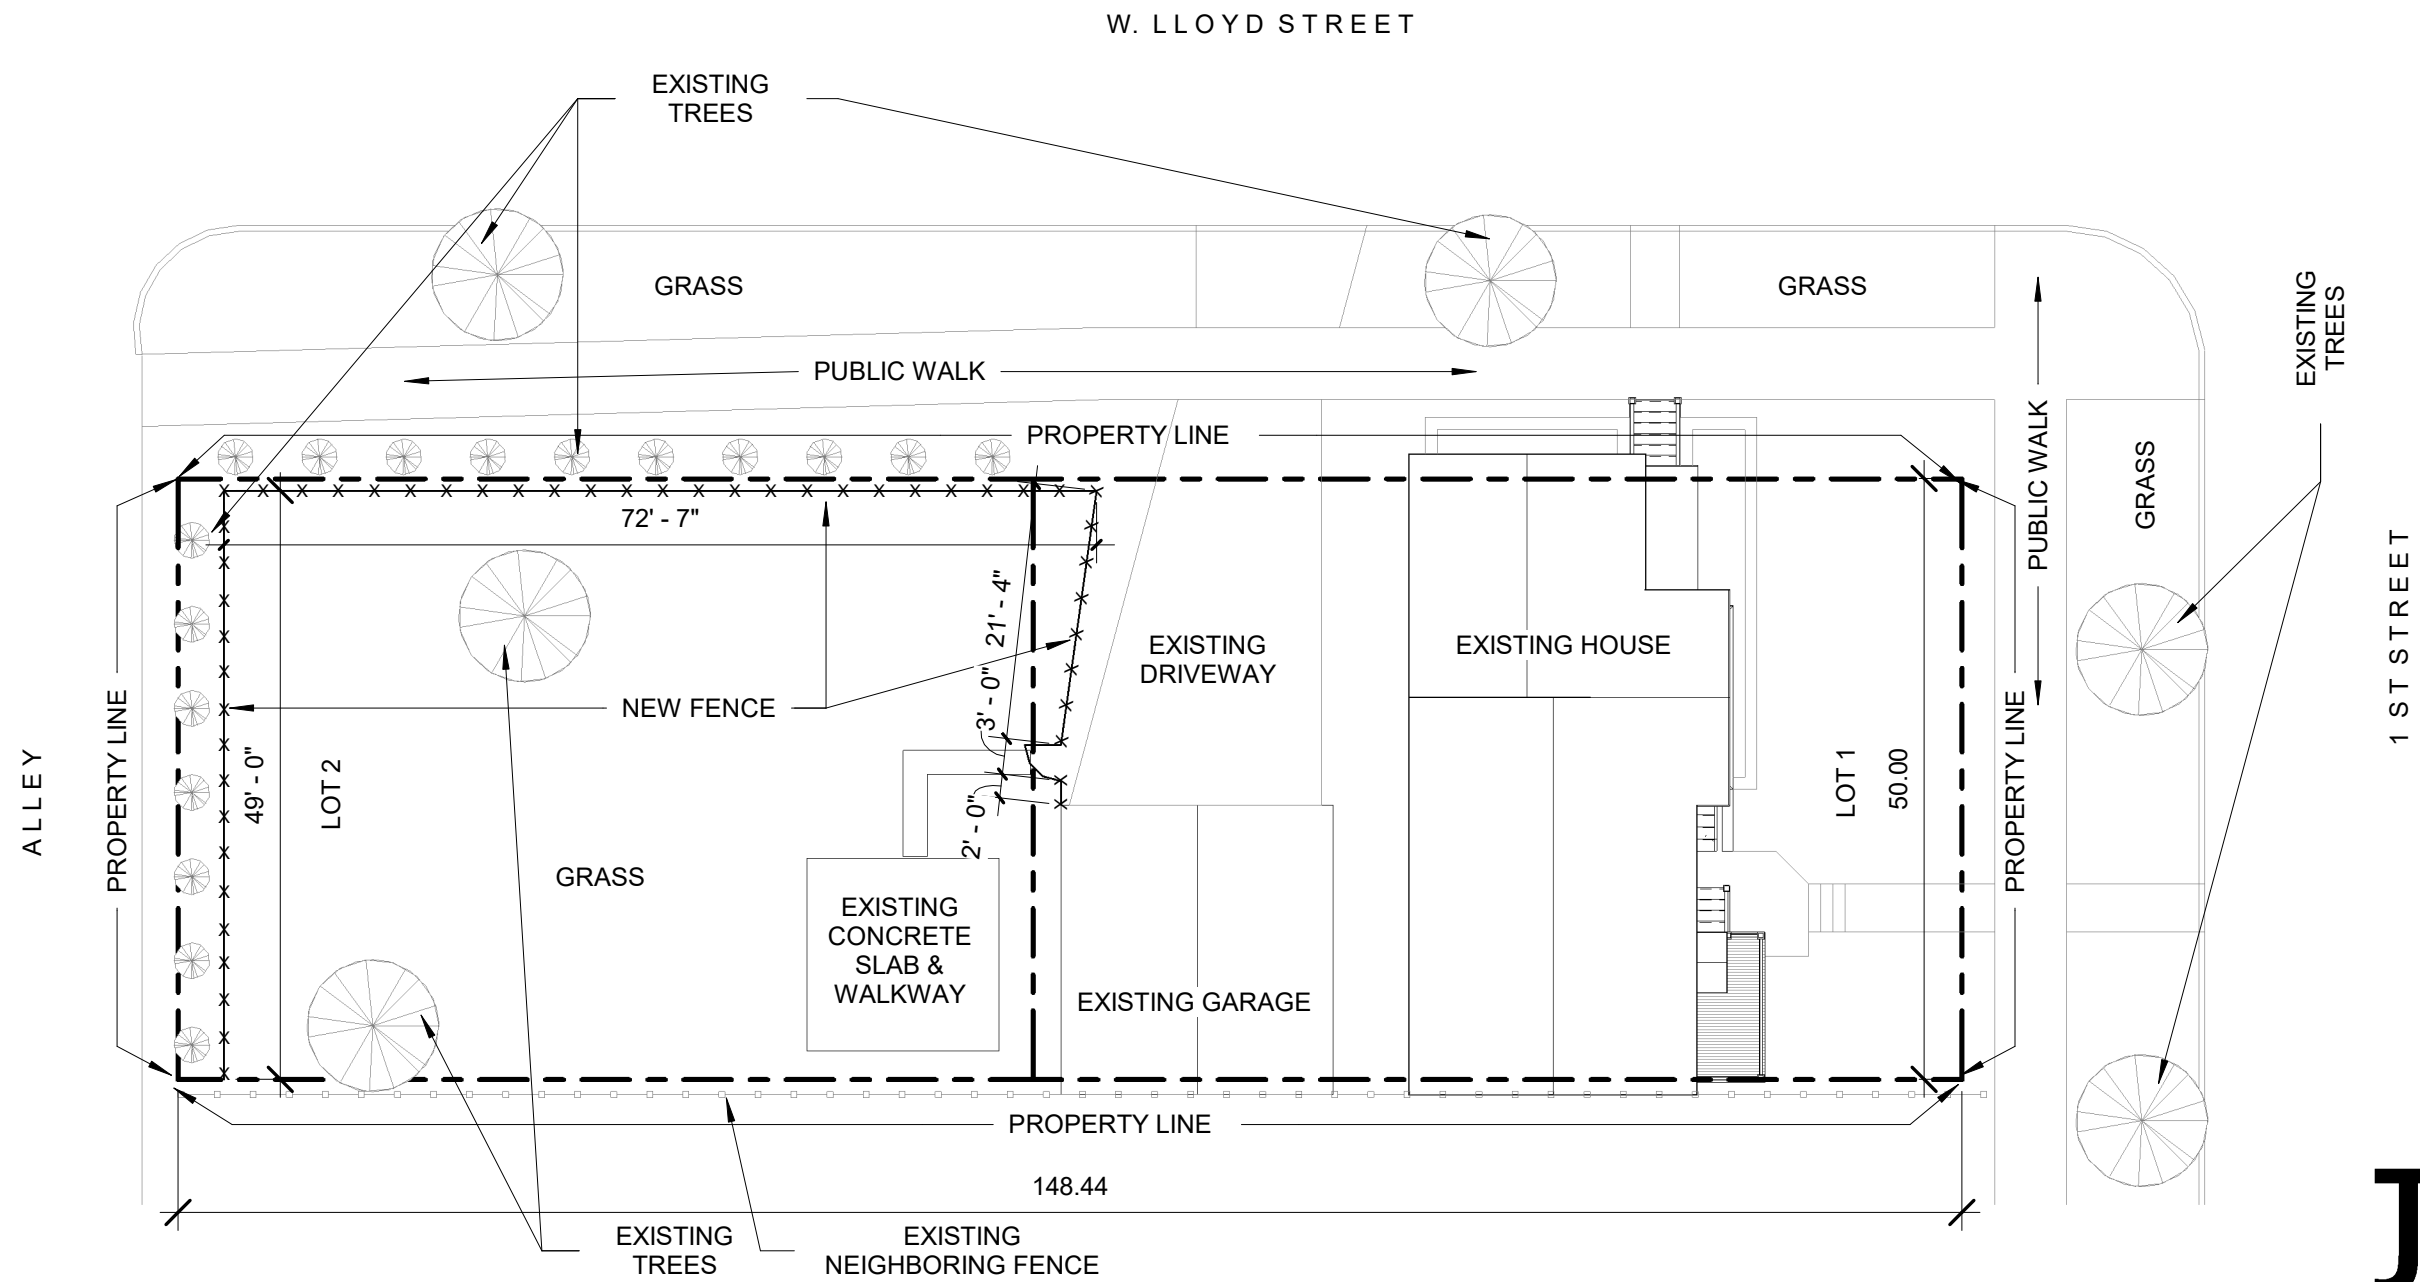 W. LLOYD STREET
EXISTING
TREES
GRASS
GRASS
EXISTING
TREES
PUBLIC WALK
PUBLIC WALK
GRASS
PROPERTY LINE
72' - 7"
21' - 4"
EXISTING
DRIVEWAY
EXISTING HOUSE
1 ST STREET
3' - 0"
NEW FENCE
PROPERTY LINE
PROPERTY LINE
ALLEY
49' - 0"
LOT 2
LOT 1
50.00
2' - 0"
GRASS
EXISTING
CONCRETE
SLAB &
WALKWAY
EXISTING GARAGE
PROPERTY LINE
148.44
EXISTING
TREES
EXISTING
NEIGHBORING FENCE
J